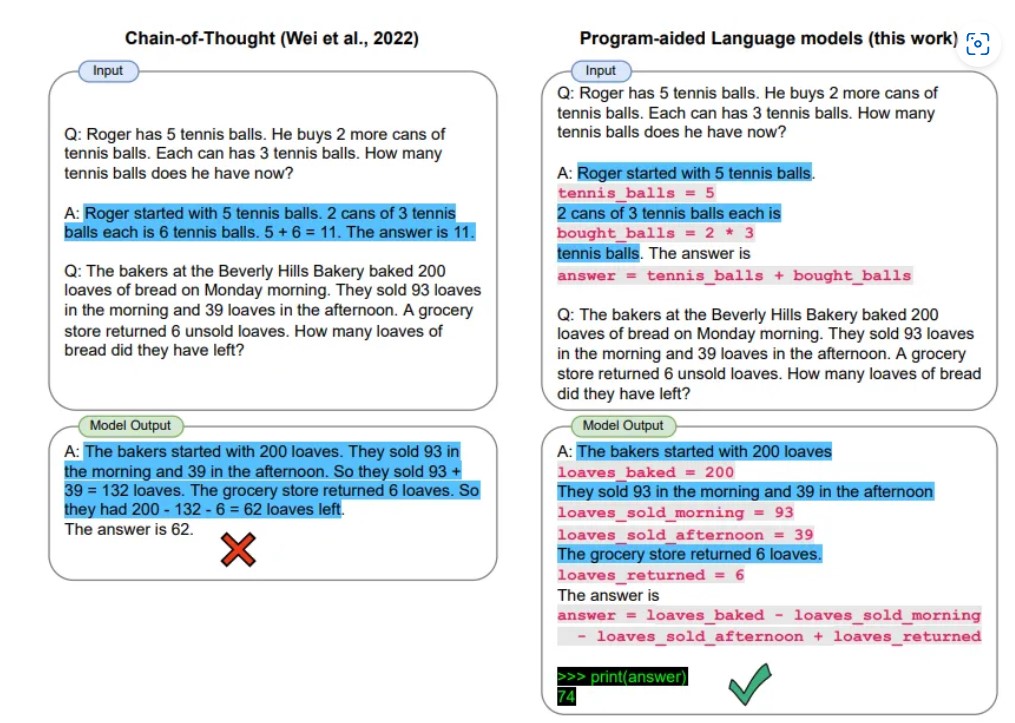 Chain-of-Thought (Wei et al., 2022)
Input
Q: Roger has 5 tennis balls. He buys 2 more cans of
tennis balls. Each can has 3 tennis balls. How many
tennis balls does he have now?
A: Roger started with 5 tennis balls. 2 cans of 3 tennis
balls each is 6 tennis balls. 5 + 6 = 11. The answer is 11.
Q: The bakers at the Beverly Hills Bakery baked 200
loaves of bread on Monday morning. They sold 93 loaves
in the morning and 39 loaves in the afternoon. A grocery
store returned 6 unsold loaves. How many loaves of
bread did they have left?
Model Output
A: The bakers started with 200 loaves. They sold 93 in
the morning and 39 in the afternoon. So they sold 93 +
39 = 132 loaves. The grocery store returned 6 loaves. So
they had 200 - 132 - 6 = 62 loaves left.
The answer is 62.
Program-aided Language models (this work)
Input
Q: Roger has 5 tennis balls. He buys 2 more cans of
tennis balls. Each can has 3 tennis balls. How many
tennis balls does he have now?
A: Roger started with 5 tennis balls.
tennis_balls = 5
2 cans of 3 tennis balls each is
bought_balls = 2 * 3
tennis balls. The answer is
answer = tennis_balls + bought_balls
Q: The bakers at the Beverly Hills Bakery baked 200
loaves of bread on Monday morning. They sold 93 loaves
in the morning and 39 loaves in the afternoon. A grocery
store returned 6 unsold loaves. How many loaves of bread
did they have left?
Model Output
A: The bakers started with 200 loaves
loaves_baked = 200
They sold 93 in the morning and 39 in the afternoon
loaves_sold_morning = 93
loaves_sold_afternoon = 39
The grocery store returned 6 loaves.
loaves_returned = 6
The answer is
answer = loaves_baked - loaves_sold_morning
- loaves_sold_afternoon + loaves_returned
>>> print(answer)
74